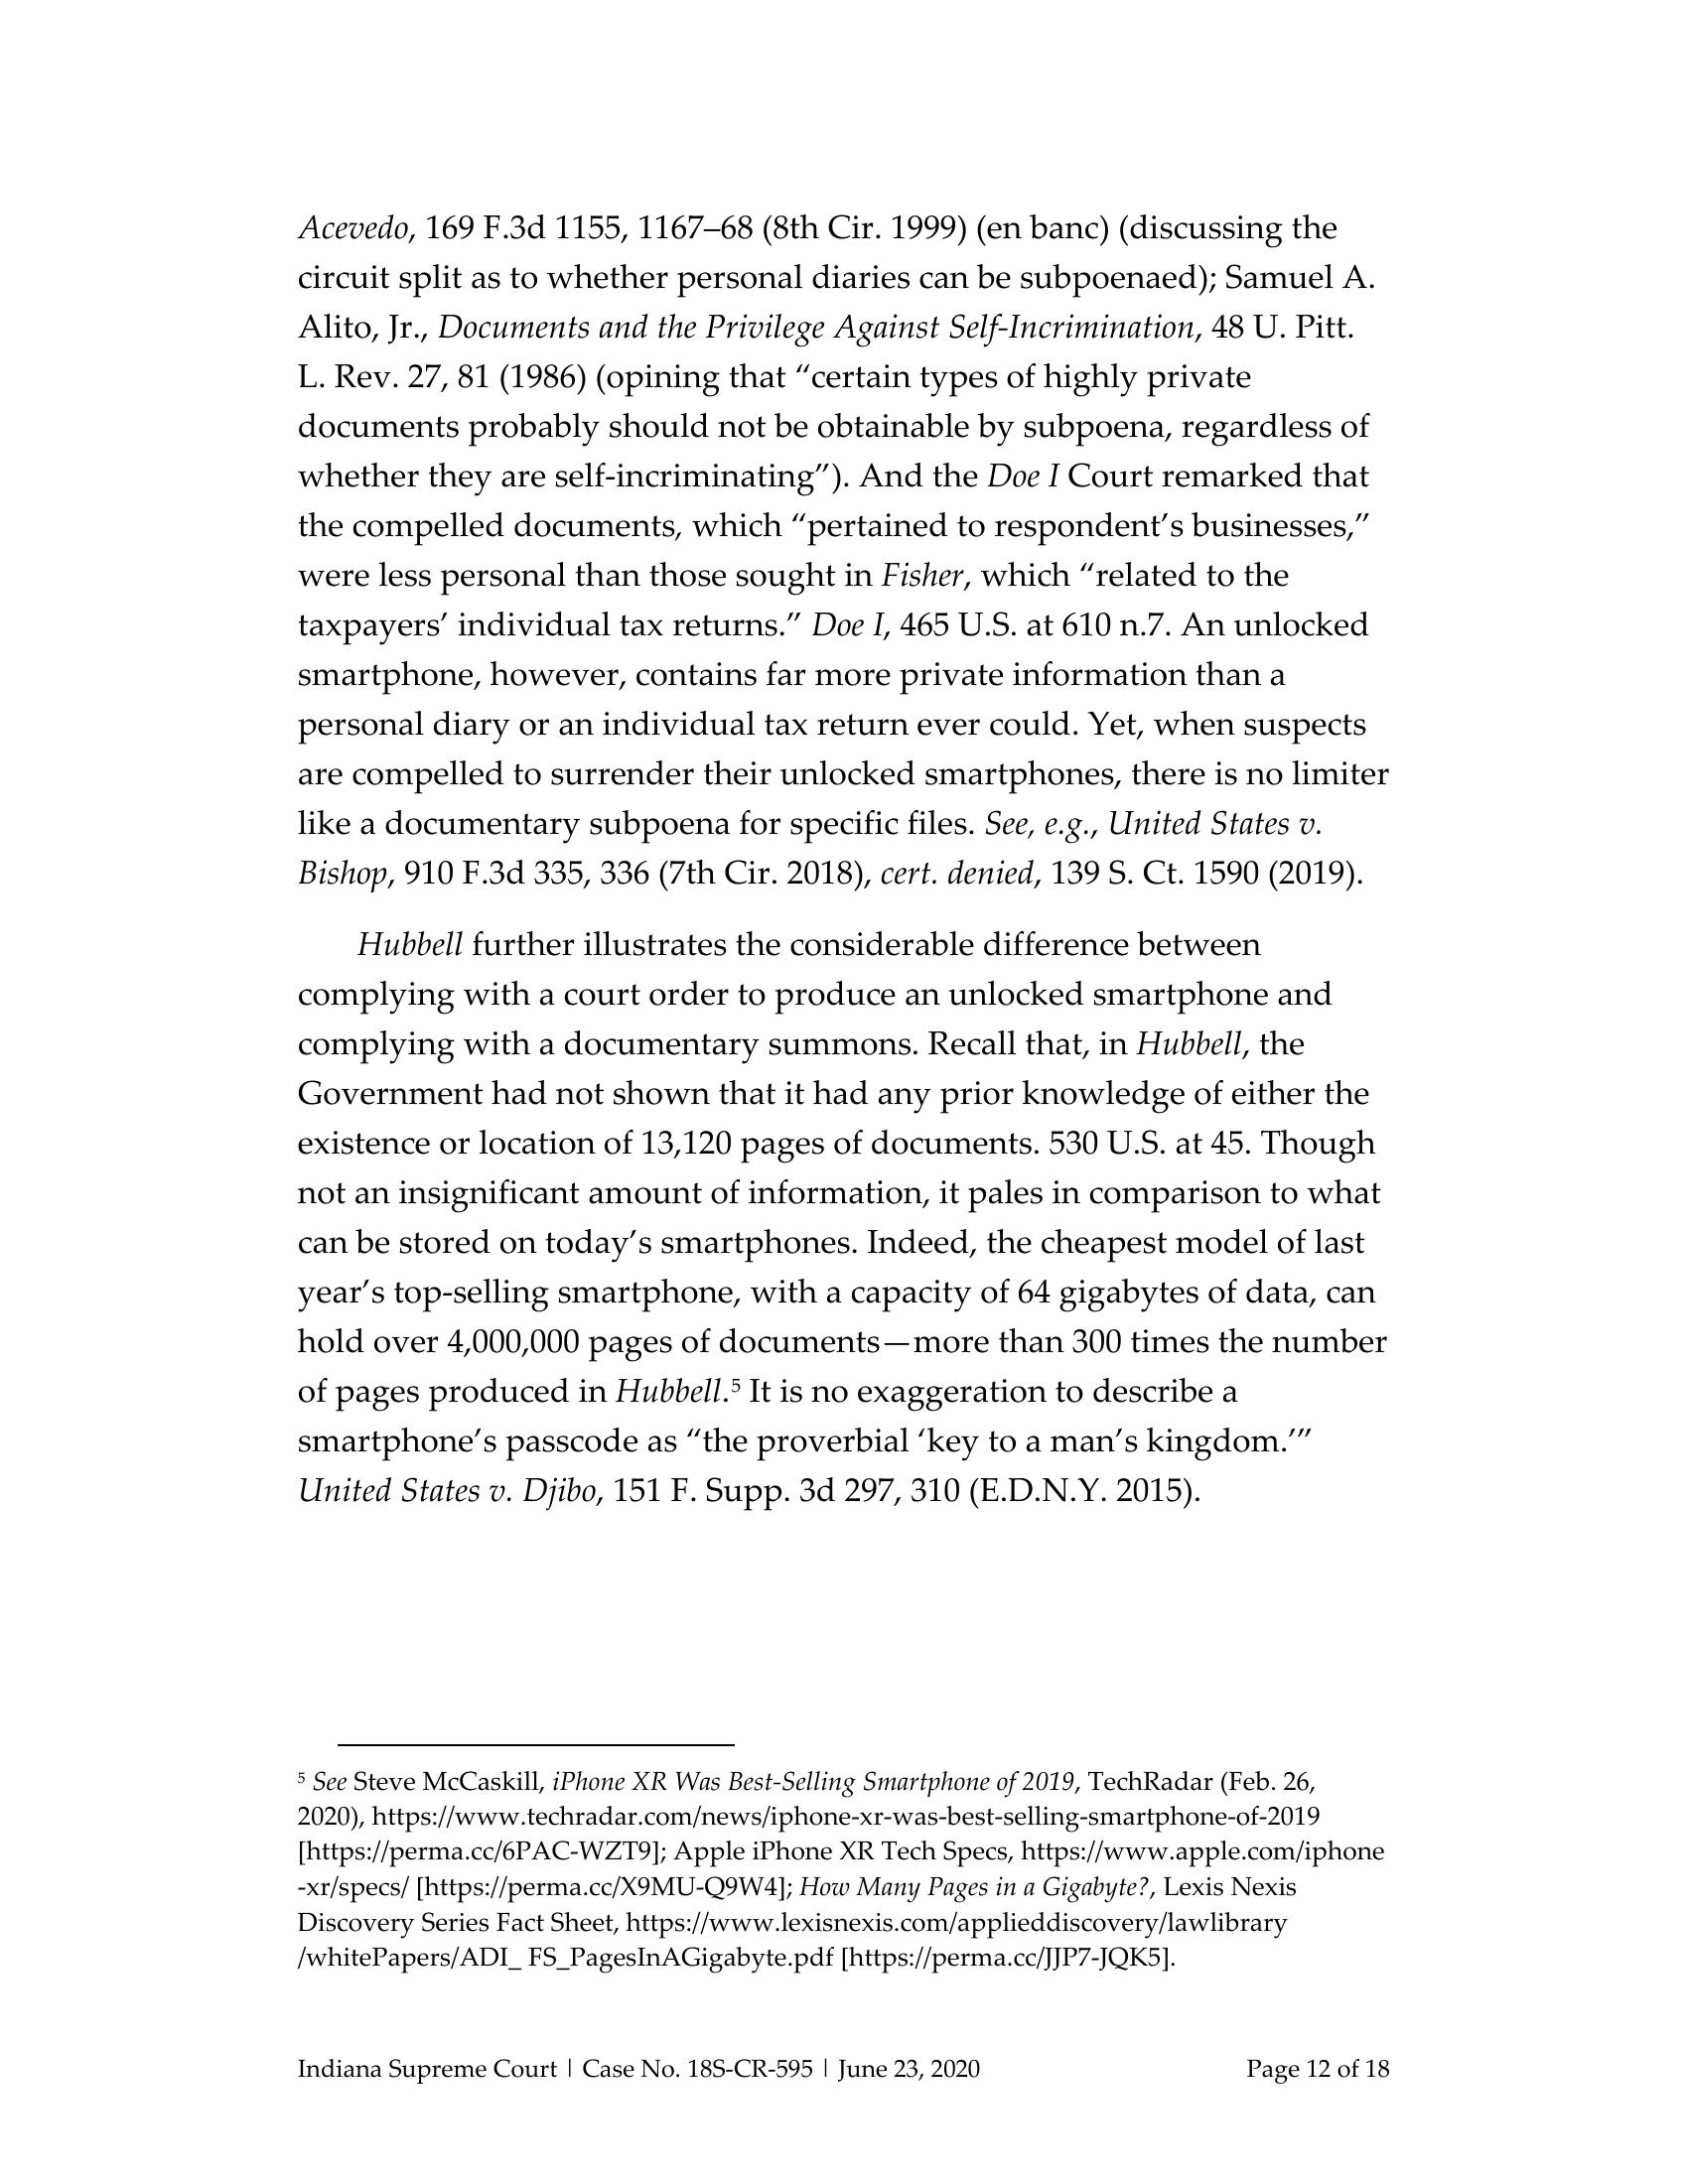 Acevedo, 169 F.3d 1155, 1167–68 (8th Cir. 1999) (en banc) (discussing the
circuit split as to whether personal diaries can be subpoenaed); Samuel A.
Alito, Jr., Documents and the Privilege Against Self-Incrimination, 48 U. Pitt.
L. Rev. 27, 81 (1986) (opining that “certain types of highly private
documents probably should not be obtainable by subpoena, regardless of
whether they are self-incriminating”). And the Doe I Court remarked that
the compelled documents, which “pertained to respondent’s businesses,”
were less personal than those sought in Fisher, which “related to the
taxpayers’ individual tax returns.” Doe I, 465 U.S. at 610 n.7. An unlocked
smartphone, however, contains far more private information than a
personal diary or an individual tax return ever could. Yet, when suspects
are compelled to surrender their unlocked smartphones, there is no limiter
like a documentary subpoena for specific files. See, e.g., United States v.
Bishop, 910 F.3d 335, 336 (7th Cir. 2018), cert. denied, 139 S. Ct. 1590 (2019).
Hubbell further illustrates the considerable difference between
complying with a court order to produce an unlocked smartphone and
complying with a documentary summons. Recall that, in Hubbell, the
Government had not shown that it had any prior knowledge of either the
existence or location of 13,120 pages of documents. 530 U.S. at 45. Though
not an insignificant amount of information, it pales in comparison to what
can be stored on today’s smartphones. Indeed, the cheapest model of last
year’s top-selling smartphone, with a capacity of 64 gigabytes of data, can
hold over 4,000,000 pages of documents—more than 300 times the number
of pages produced in Hubbell.⁵ It is no exaggeration to describe a
smartphone’s passcode as “the proverbial ‘key to a man’s kingdom.’”
United States v. Djibo, 151 F. Supp. 3d 297, 310 (E.D.N.Y. 2015).
⁵ See Steve McCaskill, iPhone XR Was Best-Selling Smartphone of 2019, TechRadar (Feb. 26,
2020), https://www.techradar.com/news/iphone-xr-was-best-selling-smartphone-of-2019
[https://perma.cc/6PAC-WZT9]; Apple iPhone XR Tech Specs, https://www.apple.com/iphone
-xr/specs/ [https://perma.cc/X9MU-Q9W4]; How Many Pages in a Gigabyte?, Lexis Nexis
Discovery Series Fact Sheet, https://www.lexisnexis.com/applieddiscovery/lawlibrary
/whitePapers/ADI_ FS_PagesInAGigabyte.pdf [https://perma.cc/JJP7-JQK5].
Indiana Supreme Court | Case No. 18S-CR-595 | June 23, 2020 Page 12 of 18